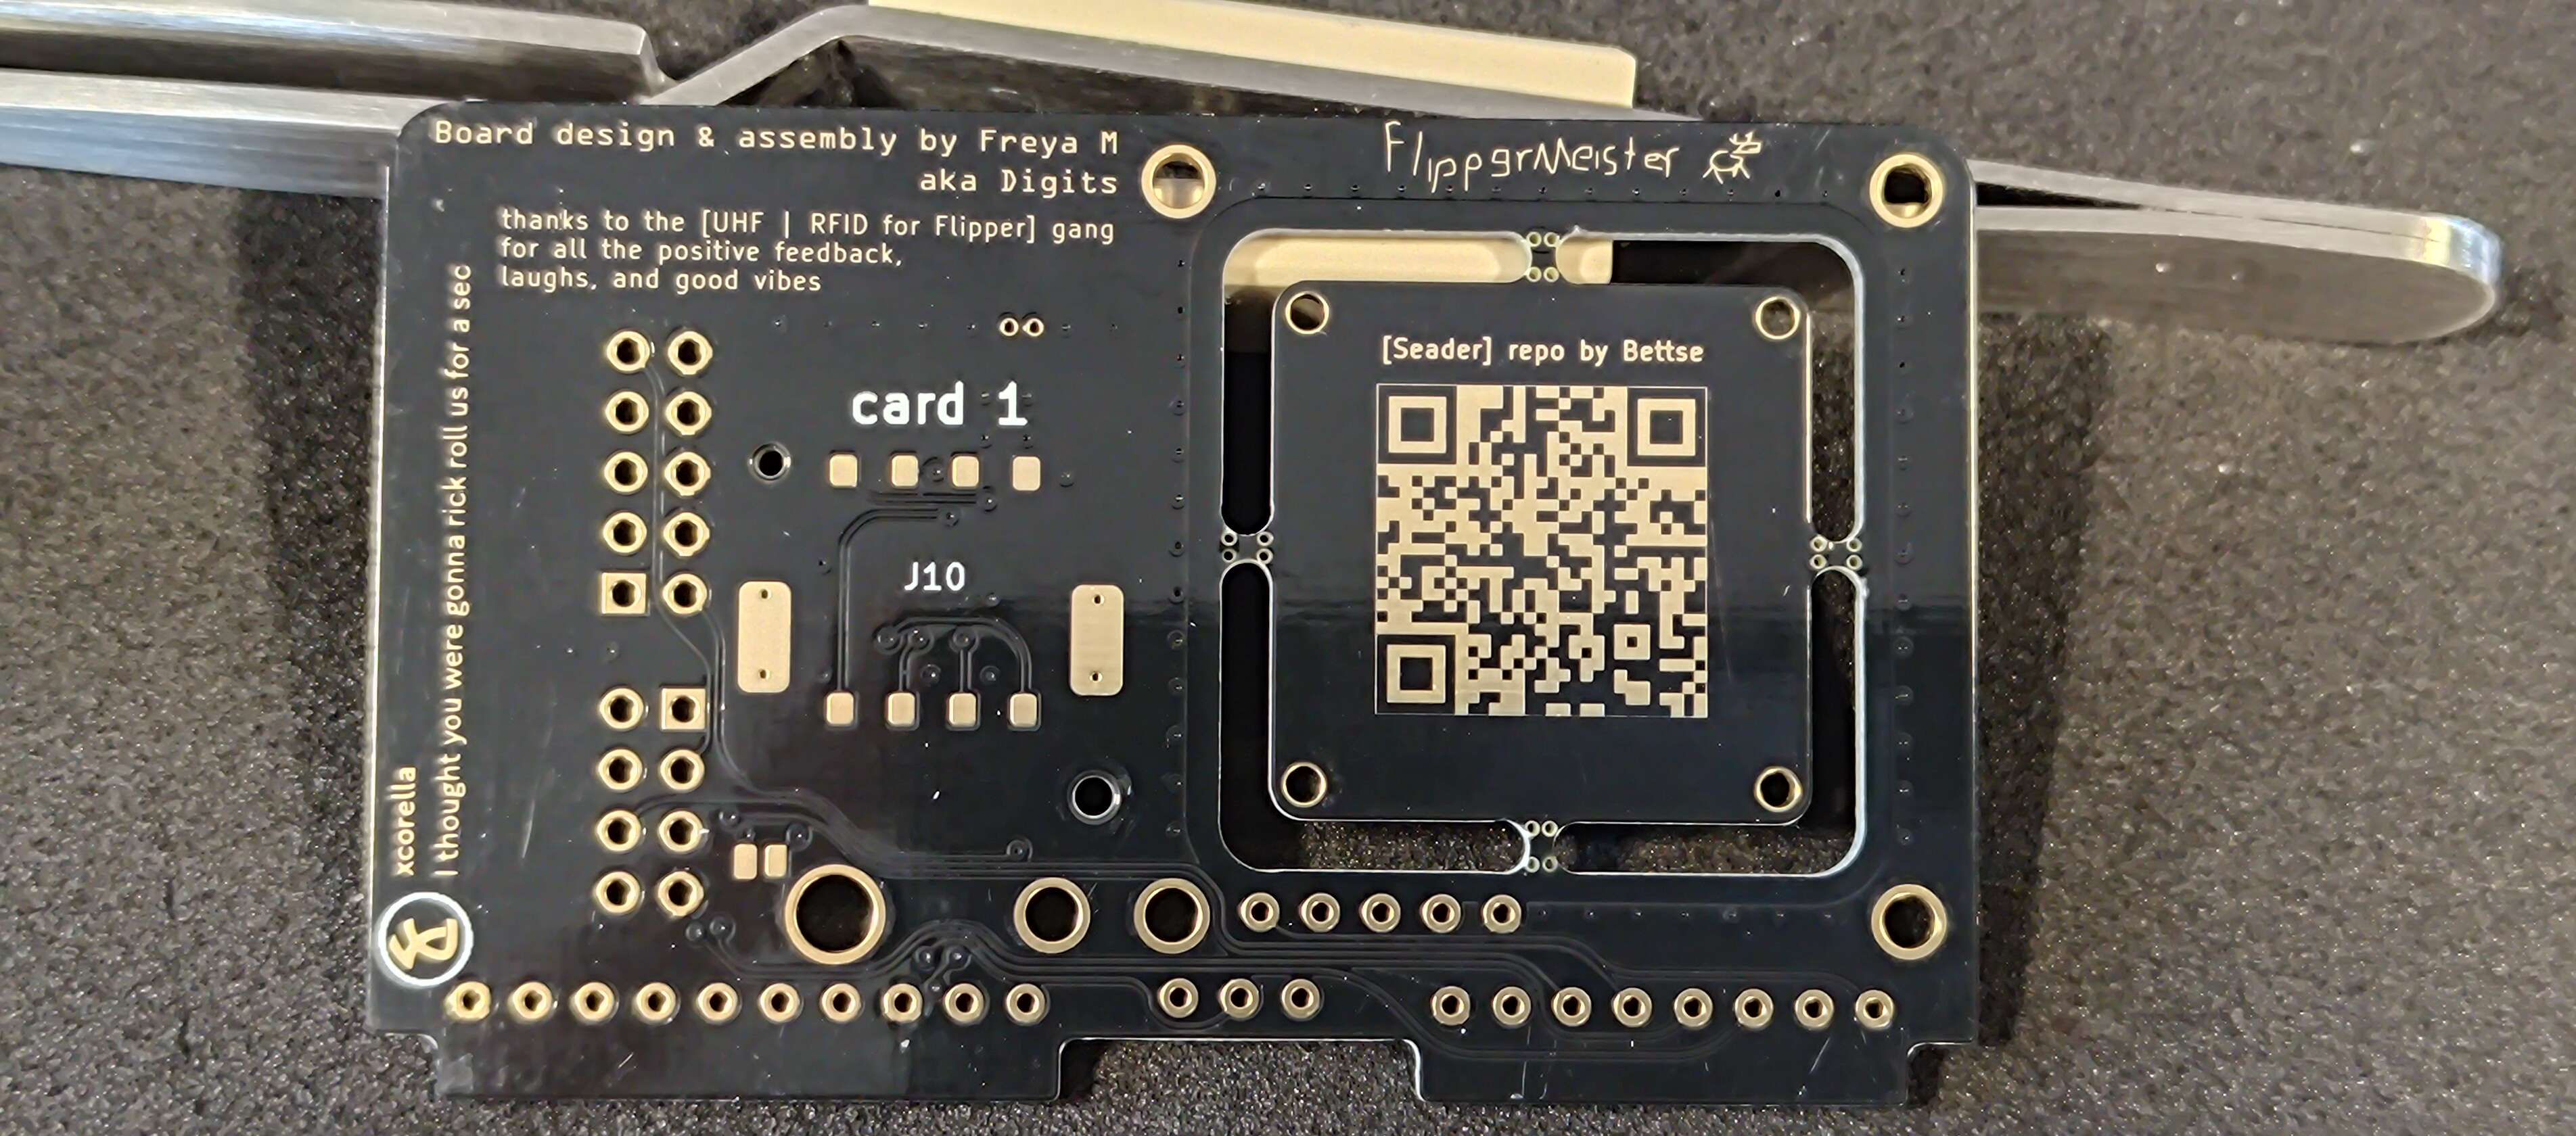 Board design & assembly by Freya M
aka Digits
thanks to the [UHF | RFID for Flipper] gang
for all the positive feedback,
laughs, and good vibes
FlipperMeister
[Seader] repo by Bettse
card 1
J10
xcorella
I thought you were gonna rick roll us for a sec